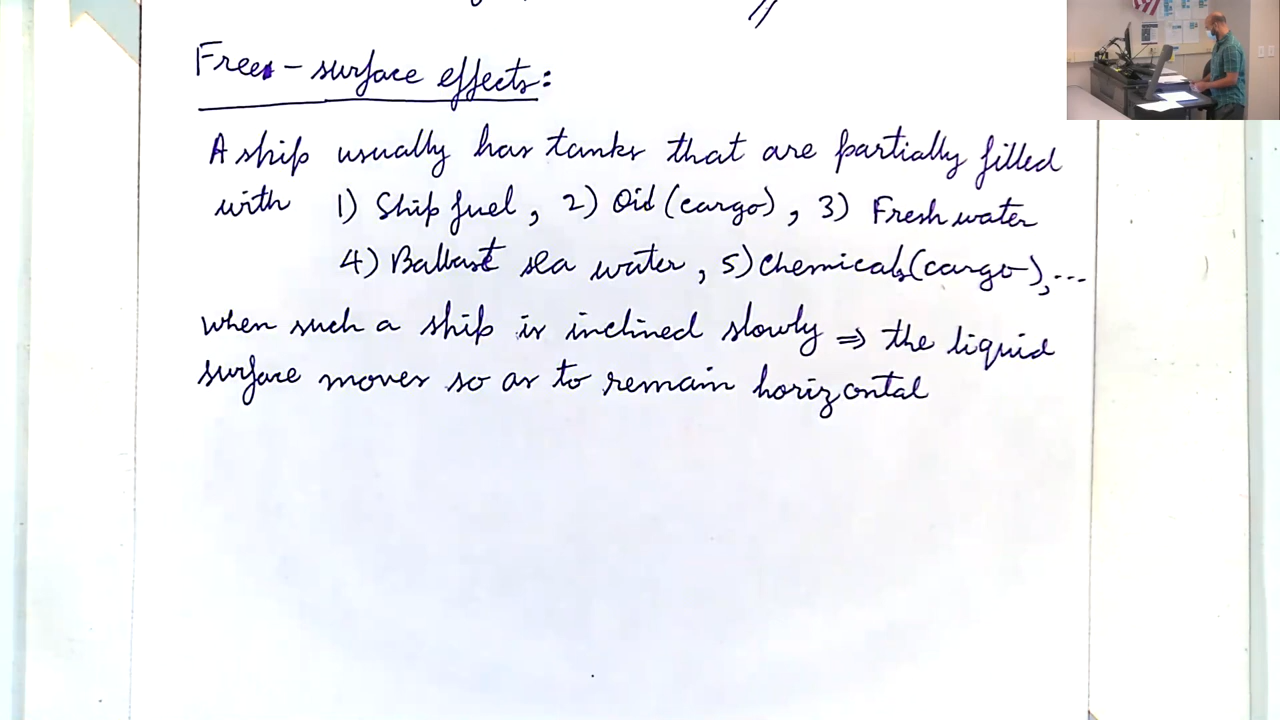 Free-surface effects:
A ship usually has tanks that are partially filled
with 1) Ship fuel, 2) Oil (cargo), 3) Fresh water
4) Ballast sea water, 5) Chemicals (cargo), ...
when such a ship is inclined slowly ⇒ the liquid
surface moves so as to remain horizontal